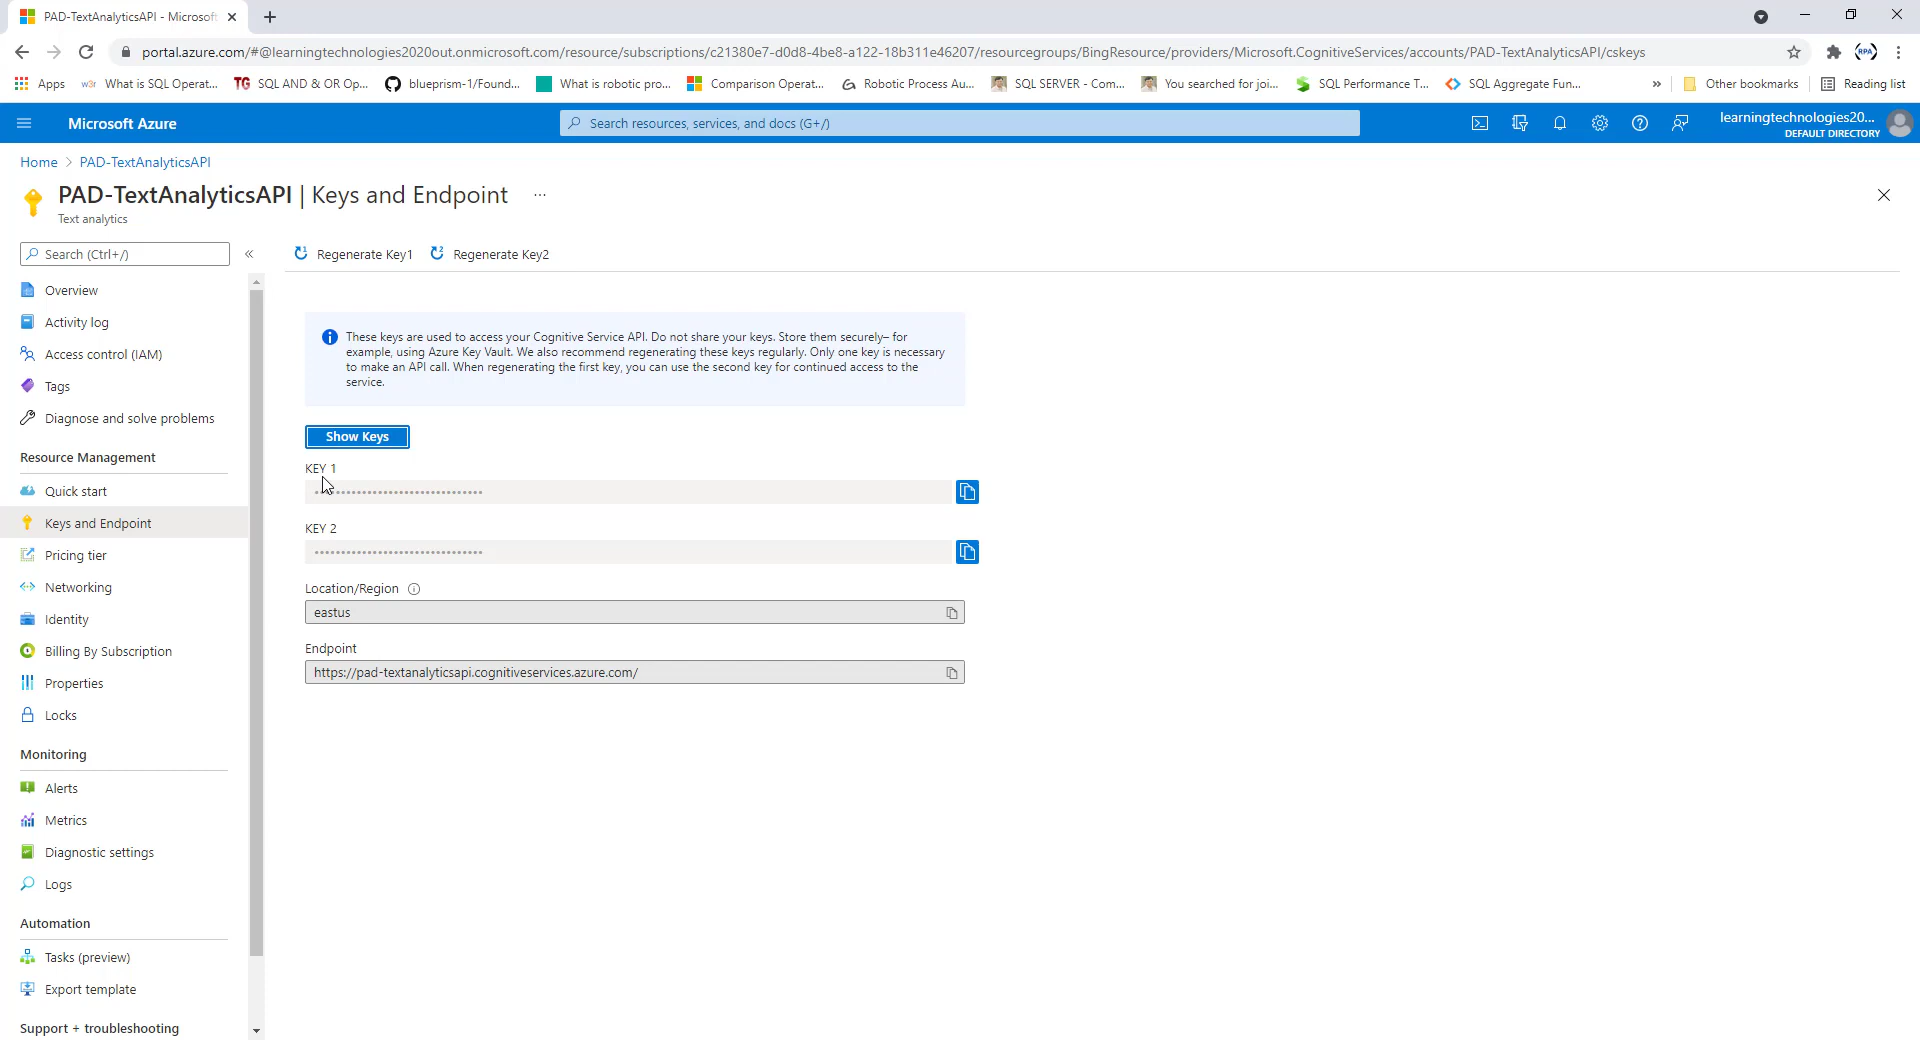 PAD-TextAnalyticsAPI - Microsoft
portal.azure.com/#@learningtechnologies2020out.onmicrosoft.com/resource/subscriptions/c21380e7-d0d8-4be8-a122-18b311e46207/resourcegroups/BingResource/providers/Microsoft.CognitiveServices/accounts/PAD-TextAnalyticsAPI/cskeys
RPA
Apps
w3r What is SQL Operat...
TG SQL AND & OR Op...
blueprism-1/Found...
What is robotic pro...
Comparison Operat...
Robotic Process Au...
SQL SERVER - Com...
You searched for joi...
SQL Performance T...
SQL Aggregate Fun...
»
Other bookmarks
Reading list
Microsoft Azure
Search resources, services, and docs (G+/)
learningtechnologies20...
DEFAULT DIRECTORY
Home > PAD-TextAnalyticsAPI
PAD-TextAnalyticsAPI | Keys and Endpoint ...
Text analytics
Search (Ctrl+/)
«
Regenerate Key1
Regenerate Key2
Overview
Activity log
Access control (IAM)
Tags
Diagnose and solve problems
Resource Management
Quick start
Keys and Endpoint
Pricing tier
Networking
Identity
Billing By Subscription
Properties
Locks
Monitoring
Alerts
Metrics
Diagnostic settings
Logs
Automation
Tasks (preview)
Export template
Support + troubleshooting
These keys are used to access your Cognitive Service API. Do not share your keys. Store them securely– for
example, using Azure Key Vault. We also recommend regenerating these keys regularly. Only one key is necessary
to make an API call. When regenerating the first key, you can use the second key for continued access to the
service.
Show Keys
KEY 1
KEY 2
Location/Region
eastus
Endpoint
https://pad-textanalyticsapi.cognitiveservices.azure.com/